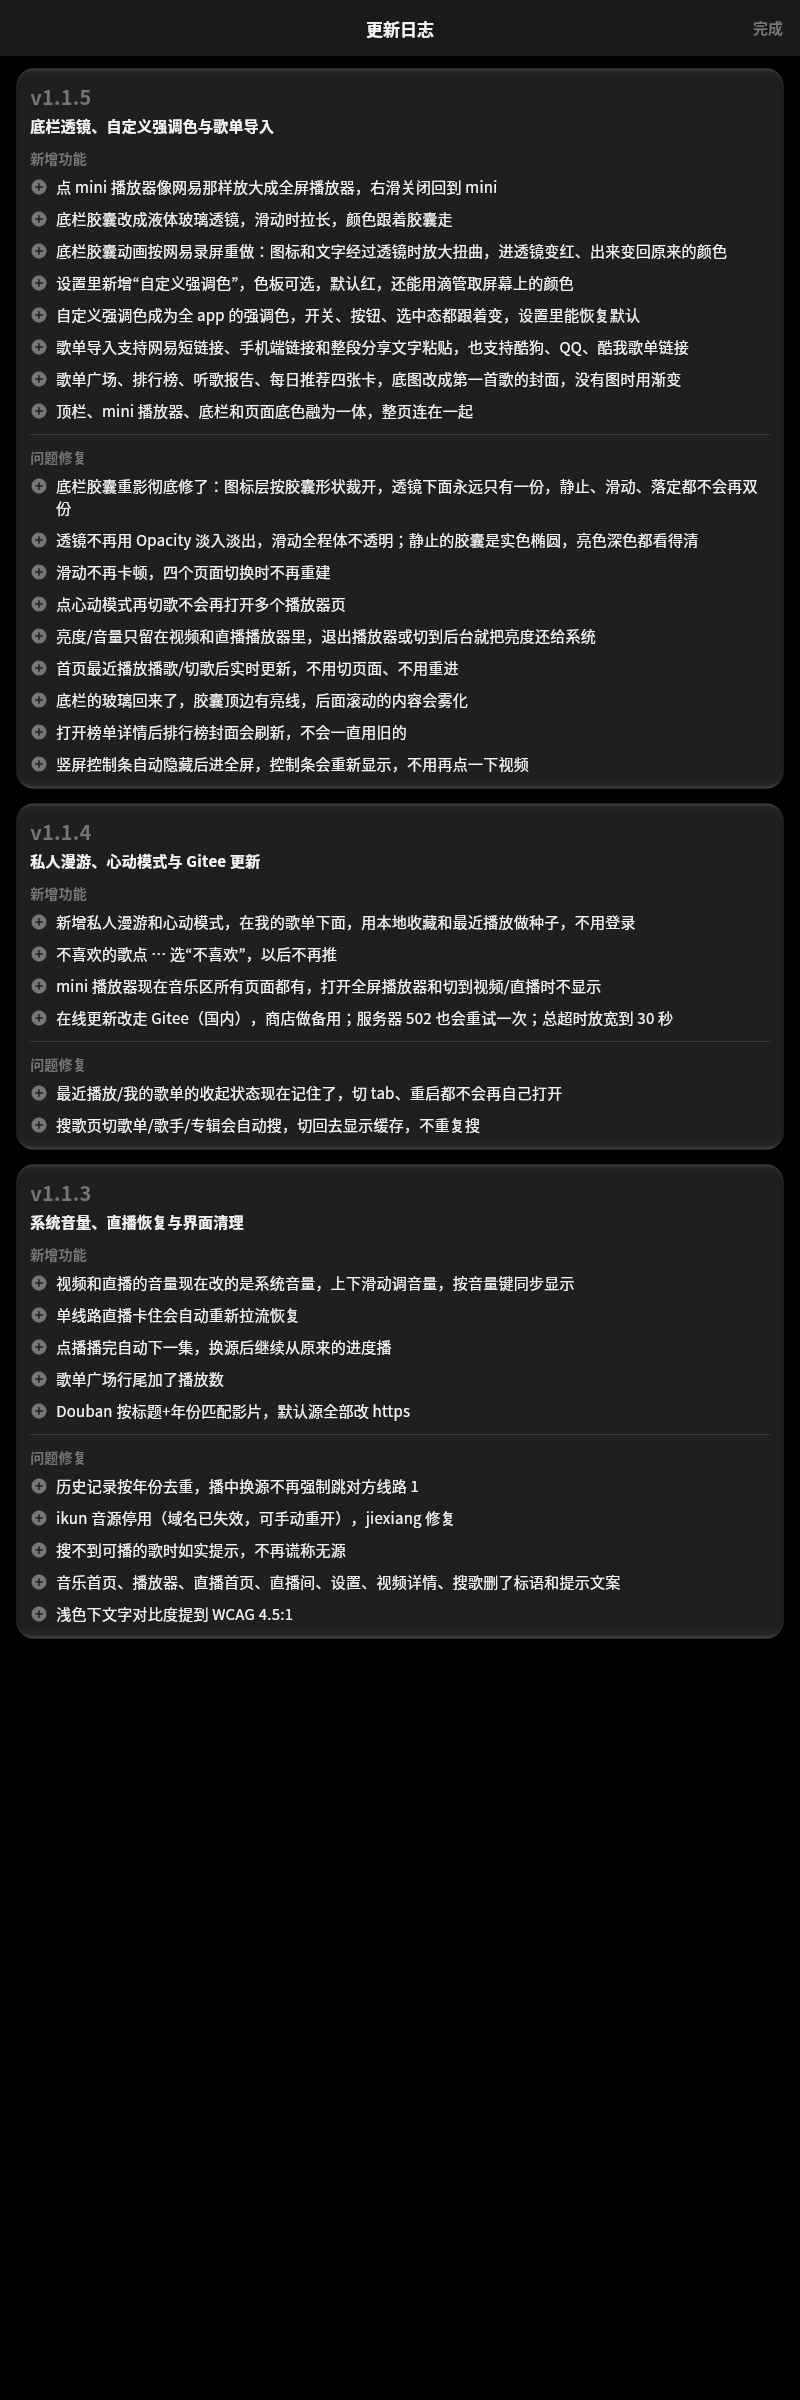 更新日志
完成
v1.1.5
底栏透镜、自定义强调色与歌单导入
新增功能
点 mini 播放器像网易那样放大成全屏播放器，右滑关闭回到 mini
底栏胶囊改成液体玻璃透镜，滑动时拉长，颜色跟着胶囊走
底栏胶囊动画按网易录屏重做：图标和文字经过透镜时放大扭曲，进透镜变红、出来变回原来的颜色
设置里新增“自定义强调色”，色板可选，默认红，还能用滴管取屏幕上的颜色
自定义强调色成为全 app 的强调色，开关、按钮、选中态都跟着变，设置里能恢复默认
歌单导入支持网易短链接、手机端链接和整段分享文字粘贴，也支持酷狗、QQ、酷我歌单链接
歌单广场、排行榜、听歌报告、每日推荐四张卡，底图改成第一首歌的封面，没有图时用渐变
顶栏、mini 播放器、底栏和页面底色融为一体，整页连在一起
问题修复
底栏胶囊重影彻底修了：图标层按胶囊形状裁开，透镜下面永远只有一份，静止、滑动、落定都不会再双
份
透镜不再用 Opacity 淡入淡出，滑动全程体不透明；静止的胶囊是实色椭圆，亮色深色都看得清
滑动不再卡顿，四个页面切换时不再重建
点心动模式再切歌不会再打开多个播放器页
亮度/音量只留在视频和直播播放器里，退出播放器或切到后台就把亮度还给系统
首页最近播放播歌/切歌后实时更新，不用切页面、不用重进
底栏的玻璃回来了，胶囊顶边有亮线，后面滚动的内容会雾化
打开榜单详情后排行榜封面会刷新，不会一直用旧的
竖屏控制条自动隐藏后进全屏，控制条会重新显示，不用再点一下视频
v1.1.4
私人漫游、心动模式与 Gitee 更新
新增功能
新增私人漫游和心动模式，在我的歌单下面，用本地收藏和最近播放做种子，不用登录
不喜欢的歌点 ⋯ 选“不喜欢”，以后不再推
mini 播放器现在音乐区所有页面都有，打开全屏播放器和切到视频/直播时不显示
在线更新改走 Gitee（国内），商店做备用；服务器 502 也会重试一次；总超时放宽到 30 秒
问题修复
最近播放/我的歌单的收起状态现在记住了，切 tab、重启都不会再自己打开
搜歌页切歌单/歌手/专辑会自动搜，切回去显示缓存，不重复搜
v1.1.3
系统音量、直播恢复与界面清理
新增功能
视频和直播的音量现在改的是系统音量，上下滑动调音量，按音量键同步显示
单线路直播卡住会自动重新拉流恢复
点播播完自动下一集，换源后继续从原来的进度播
歌单广场行尾加了播放数
Douban 按标题+年份匹配影片，默认源全部改 https
问题修复
历史记录按年份去重，播中换源不再强制跳对方线路 1
ikun 音源停用（域名已失效，可手动重开），jiexiang 修复
搜不到可播的歌时如实提示，不再谎称无源
音乐首页、播放器、直播首页、直播间、设置、视频详情、搜歌删了标语和提示文案
浅色下文字对比度提到 WCAG 4.5:1